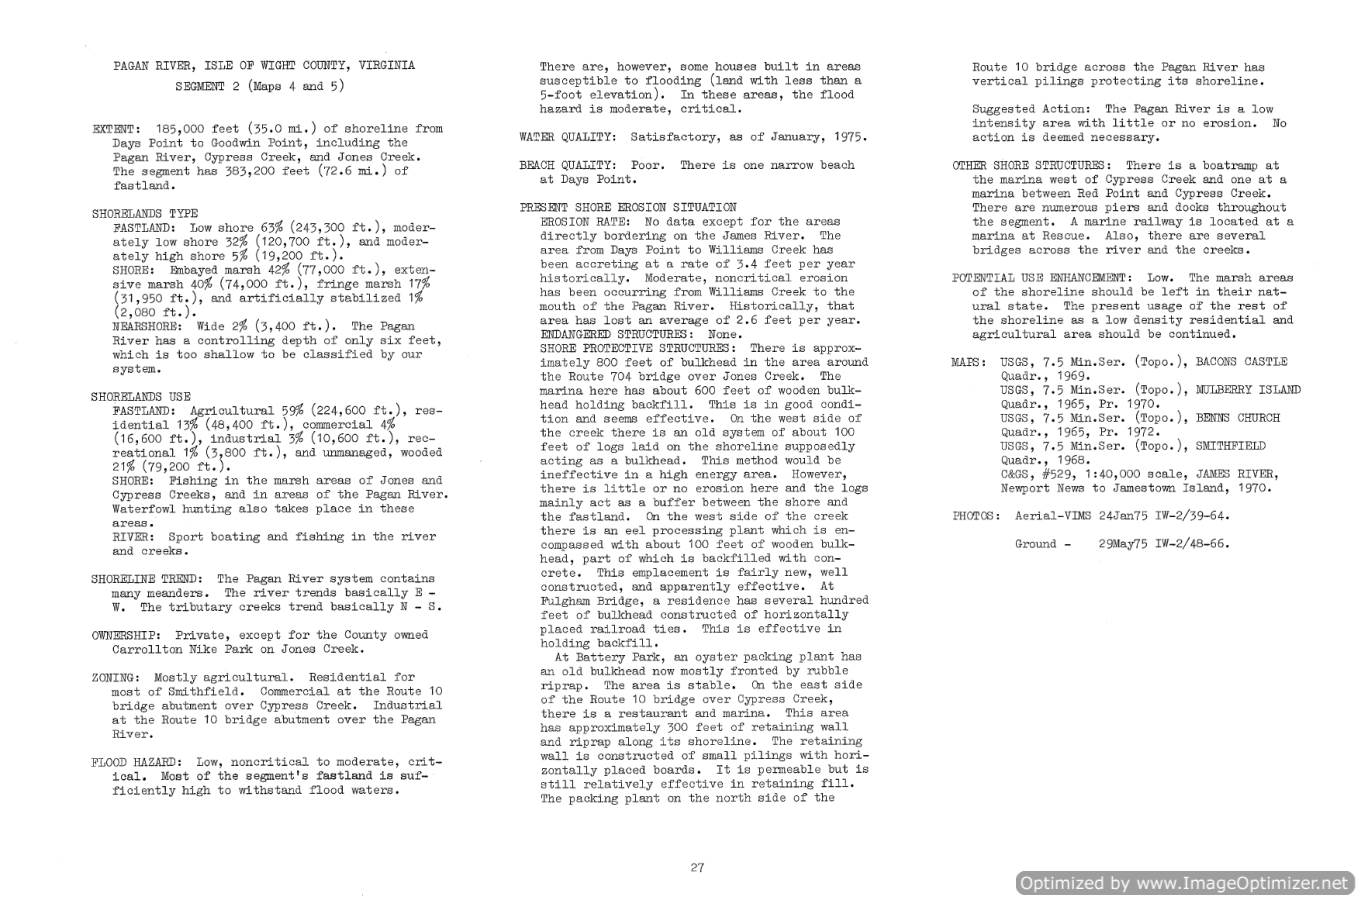 PAGAN RIVER, ISLE OF WIGHT COUNTY, VIRGINIA
SEGMENT 2 (Maps 4 and 5)
EXTENT: 185,000 feet (35.0 mi.) of shoreline from
Days Point to Goodwin Point, including the
Pagan River, Cypress Creek, and Jones Creek.
The segment has 383,200 feet (72.6 mi.) of
fastland.
SHORELANDS TYPE
FASTLAND: Low shore 63% (243,300 ft.), moder-
ately low shore 32% (120,700 ft.), and moder-
ately high shore 5% (19,200 ft.).
SHORE: Embayed marsh 42% (77,000 ft.), exten-
sive marsh 40% (74,000 ft.), fringe marsh 17%
(31,950 ft.), and artificially stabilized 1%
(2,080 ft.).
NEARSHORE: Wide 2% (3,400 ft.). The Pagan
River has a controlling depth of only six feet,
which is too shallow to be classified by our
system.
SHORELANDS USE
FASTLAND: Agricultural 59% (224,600 ft.), res-
idential 13% (48,400 ft.), commercial 4%
(16,600 ft.), industrial 3% (10,600 ft.), rec-
reational 1% (3,800 ft.), and unmanaged, wooded
21% (79,200 ft.).
SHORE: Fishing in the marsh areas of Jones and
Cypress Creeks, and in areas of the Pagan River.
Waterfowl hunting also takes place in these
areas.
RIVER: Sport boating and fishing in the river
and creeks.
SHORELINE TREND: The Pagan River system contains
many meanders. The river trends basically E -
W. The tributary creeks trend basically N - S.
OWNERSHIP: Private, except for the County owned
Carrollton Nike Park on Jones Creek.
ZONING: Mostly agricultural. Residential for
most of Smithfield. Commercial at the Route 10
bridge abutment over Cypress Creek. Industrial
at the Route 10 bridge abutment over the Pagan
River.
FLOOD HAZARD: Low, noncritical to moderate, crit-
ical. Most of the segment's fastland is suf-
ficiently high to withstand flood waters.
There are, however, some houses built in areas
susceptible to flooding (land with less than a
5-foot elevation). In these areas, the flood
hazard is moderate, critical.
WATER QUALITY: Satisfactory, as of January, 1975.
BEACH QUALITY: Poor. There is one narrow beach
at Days Point.
PRESENT SHORE EROSION SITUATION
EROSION RATE: No data except for the areas
directly bordering on the James River. The
area from Days Point to Williams Creek has
been accreting at a rate of 3.4 feet per year
historically. Moderate, noncritical erosion
has been occurring from Williams Creek to the
mouth of the Pagan River. Historically, that
area has lost an average of 2.6 feet per year.
ENDANGERED STRUCTURES: None.
SHORE PROTECTIVE STRUCTURES: There is approx-
imately 800 feet of bulkhead in the area around
the Route 704 bridge over Jones Creek. The
marina here has about 600 feet of wooden bulk-
head holding backfill. This is in good condi-
tion and seems effective. On the west side of
the creek there is an old system of about 100
feet of logs laid on the shoreline supposedly
acting as a bulkhead. This method would be
ineffective in a high energy area. However,
there is little or no erosion here and the logs
mainly act as a buffer between the shore and
the fastland. On the west side of the creek
there is an eel processing plant which is en-
compassed with about 100 feet of wooden bulk-
head, part of which is backfilled with con-
crete. This emplacement is fairly new, well
constructed, and apparently effective. At
Fulgham Bridge, a residence has several hundred
feet of bulkhead constructed of horizontally
placed railroad ties. This is effective in
holding backfill.
At Battery Park, an oyster packing plant has
an old bulkhead now mostly fronted by rubble
riprap. The area is stable. On the east side
of the Route 10 bridge over Cypress Creek,
there is a restaurant and marina. This area
has approximately 300 feet of retaining wall
and riprap along its shoreline. The retaining
wall is constructed of small pilings with hori-
zontally placed boards. It is permeable but is
still relatively effective in retaining fill.
The packing plant on the north side of the
Route 10 bridge across the Pagan River has
vertical pilings protecting its shoreline.
Suggested Action: The Pagan River is a low
intensity area with little or no erosion. No
action is deemed necessary.
OTHER SHORE STRUCTURES: There is a boatramp at
the marina west of Cypress Creek and one at a
marina between Red Point and Cypress Creek.
There are numerous piers and docks throughout
the segment. A marine railway is located at a
marina at Rescue. Also, there are several
bridges across the river and the creeks.
POTENTIAL USE ENHANCEMENT: Low. The marsh areas
of the shoreline should be left in their nat-
ural state. The present usage of the rest of
the shoreline as a low density residential and
agricultural area should be continued.
MAPS: USGS, 7.5 Min.Ser. (Topo.), BACONS CASTLE
Quadr., 1969.
USGS, 7.5 Min.Ser. (Topo.), MULBERRY ISLAND
Quadr., 1965, Pr. 1970.
USGS, 7.5 Min.Ser. (Topo.), BENNS CHURCH
Quadr., 1965, Pr. 1972.
USGS, 7.5 Min.Ser. (Topo.), SMITHFIELD
Quadr., 1968.
C&GS, #529, 1:40,000 scale, JAMES RIVER,
Newport News to Jamestown Island, 1970.
PHOTOS: Aerial-VIMS 24Jan75 IW-2/39-64.
Ground - 29May75 IW-2/48-66.
27
Optimized by www.ImageOptimizer.net